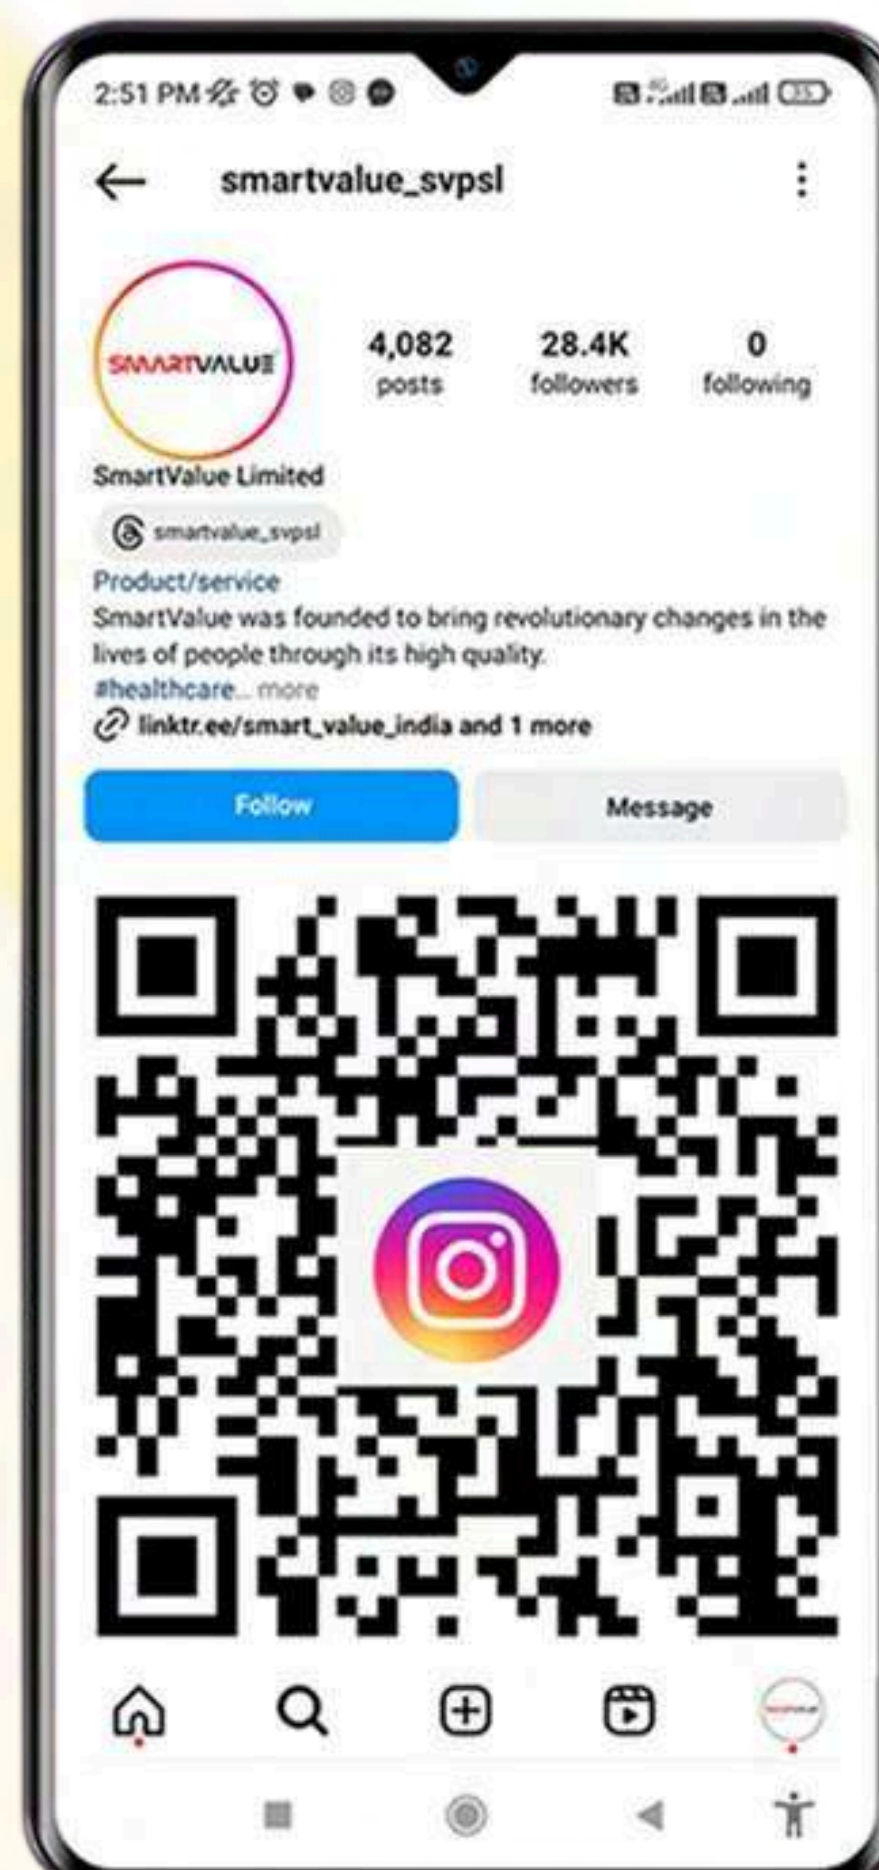 2:51 PM
smartvalue_svpsl
SMARTVALUE
4,082 28.4K 0
posts followers following
SmartValue Limited
smartvalue_svpsl
Product/service
SmartValue was founded to bring revolutionary changes in the
lives of people through its high quality.
#healthcare... more
linktr.ee/smart_value_india and 1 more
Follow Message